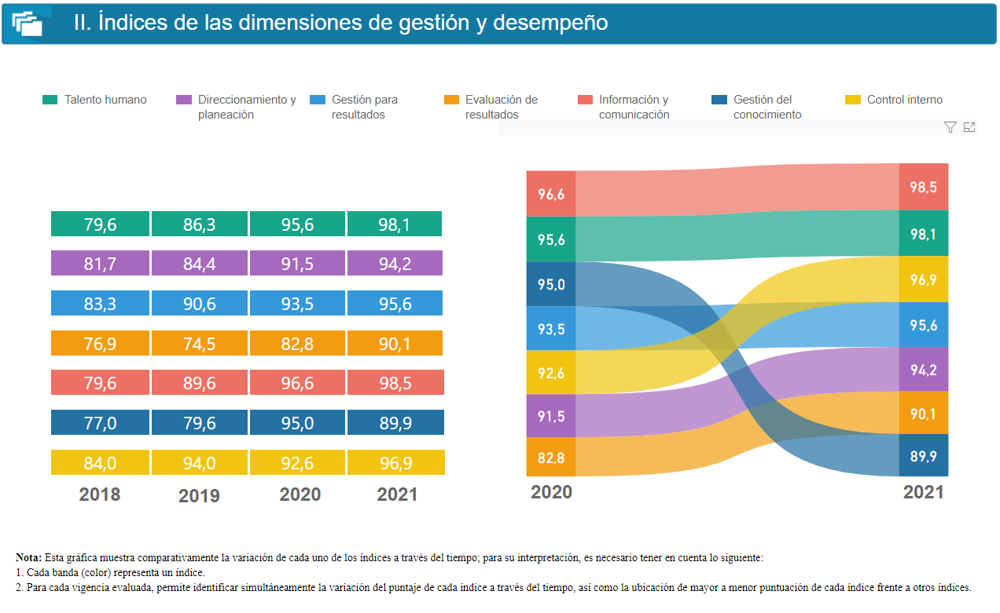 II. Índices de las dimensiones de gestión y desempeño
Talento humano
Direccionamiento y
planeación
Gestión para
resultados
Evaluación de
resultados
Información y
comunicación
Gestión del
conocimiento
Control interno
79,6 86,3 95,6 98,1
81,7 84,4 91,5 94,2
83,3 90,6 93,5 95,6
76,9 74,5 82,8 90,1
79,6 89,6 96,6 98,5
77,0 79,6 95,0 89,9
84,0 94,0 92,6 96,9
2018 2019 2020 2021
96,6 98,5
95,6 98,1
95,0 96,9
93,5 95,6
92,6 94,2
91,5 90,1
82,8 89,9
2020 2021
Nota: Esta gráfica muestra comparativamente la variación de cada uno de los índices a través del tiempo; para su interpretación, es necesario tener en cuenta lo siguiente:
1. Cada banda (color) representa un índice.
2. Para cada vigencia evaluada, permite identificar simultáneamente la variación del puntaje de cada índice a través del tiempo, así como la ubicación de mayor a menor puntuación de cada índice frente a otros índices.